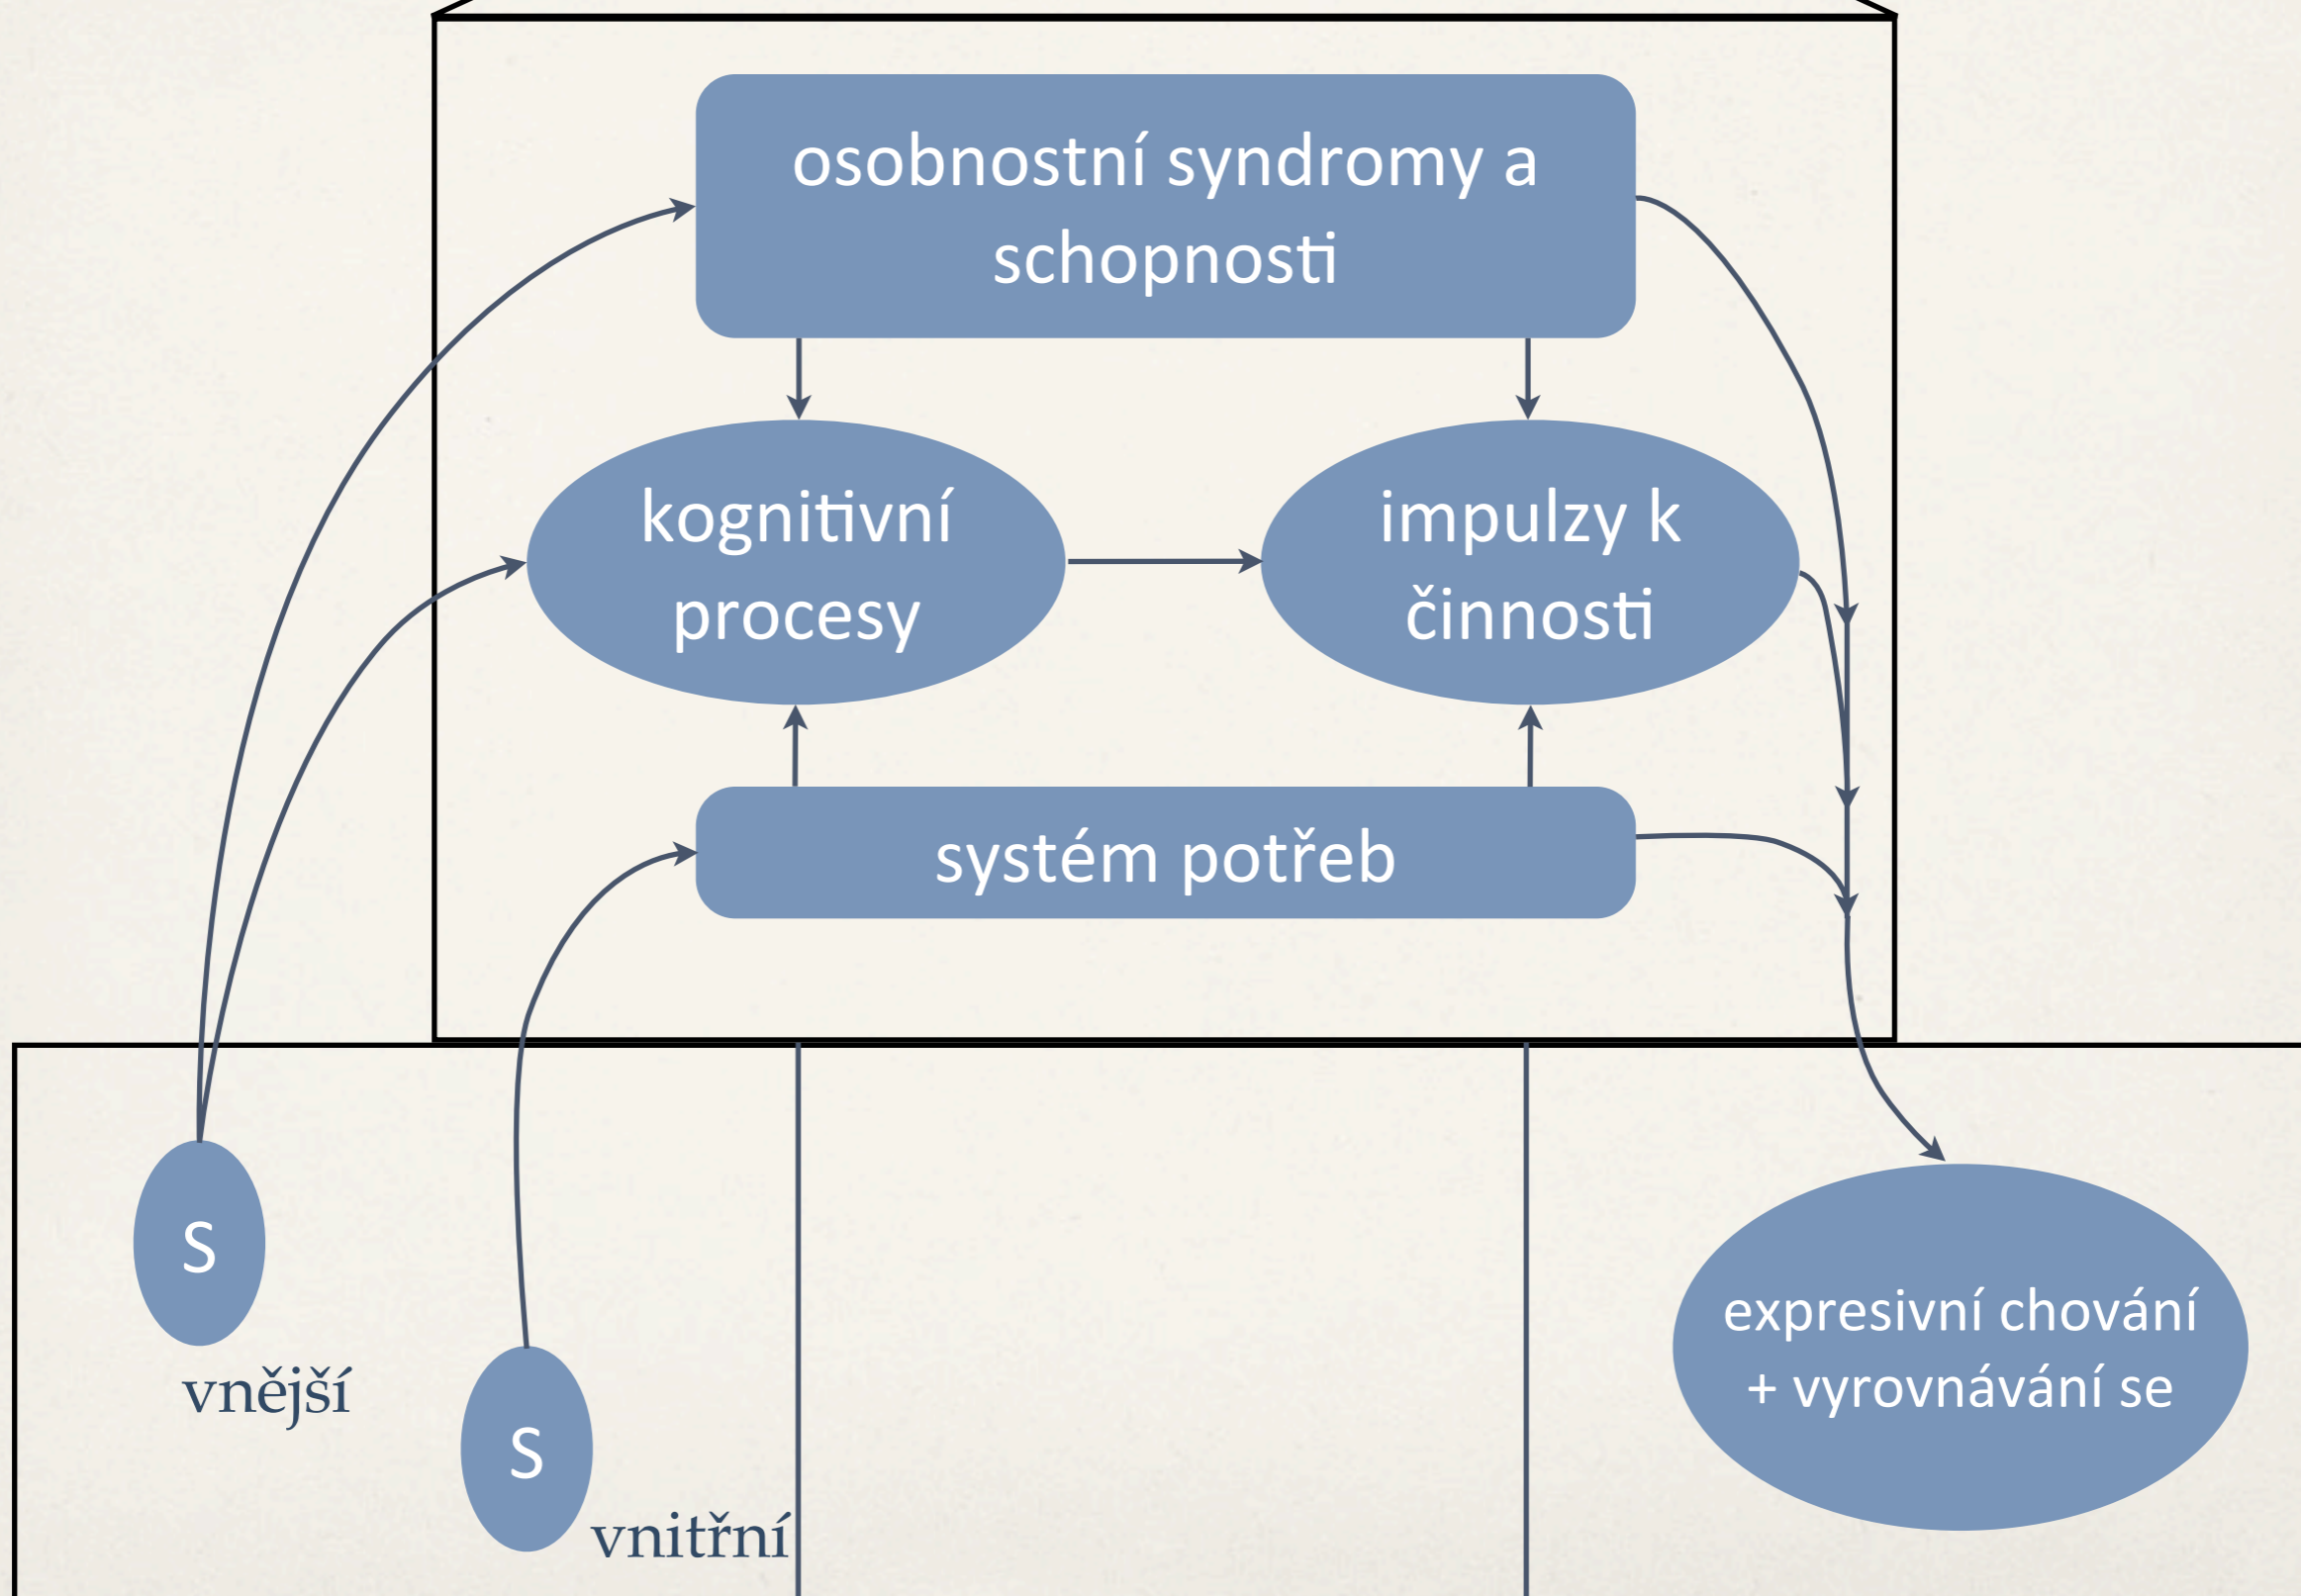 osobnostní syndromy a
schopnosti
kognitivní
procesy
impulzy k
činnosti
systém potřeb
S
vnější
S
vnitřní
expresivní chování
+ vyrovnávání se